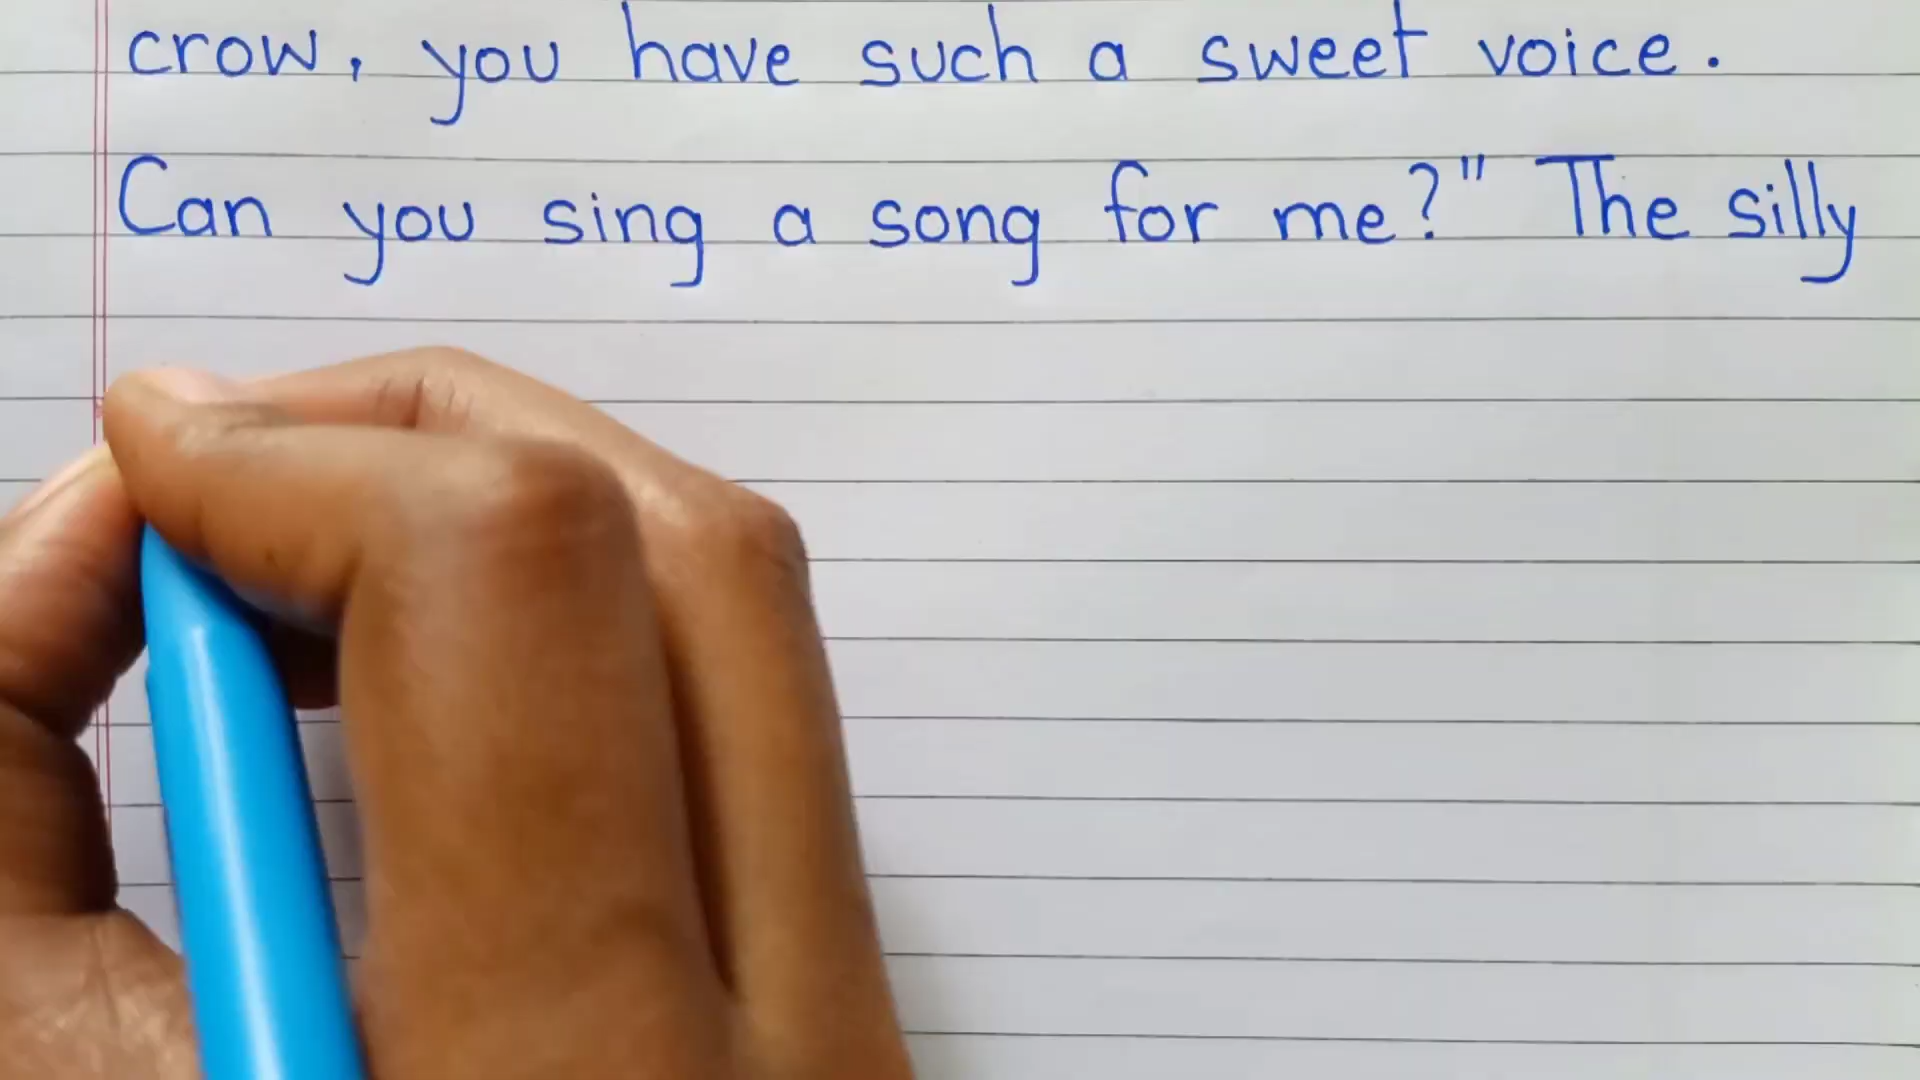 crow, you have such a sweet voice.
Can you sing a song for me?" The silly